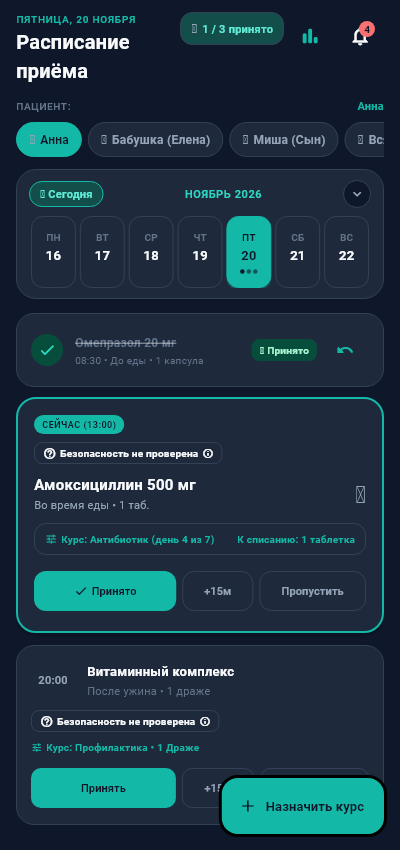 ПЯТНИЦА, 20 НОЯБРЯ
Расписание
приёма
1 / 3 принято
4
ПАЦИЕНТ:
Анна
Анна
Бабушка (Елена)
Миша (Сын)
Сегодня
НОЯБРЬ 2026
ПН ВТ СР ЧТ ПТ СБ ВС
16 17 18 19 20 21 22
Омепразол 20 мг
08:30 • До еды • 1 капсула
Принято
СЕЙЧАС (13:00)
Безопасность не проверена
Амоксициллин 500 мг
Во время еды • 1 таб.
Курс: Антибиотик (день 4 из 7)
К списанию: 1 таблетка
Принято
+15м
Пропустить
20:00
Витаминный комплекс
После ужина • 1 драже
Безопасность не проверена
Курс: Профилактика • 1 Драже
Принять
Назначить курс